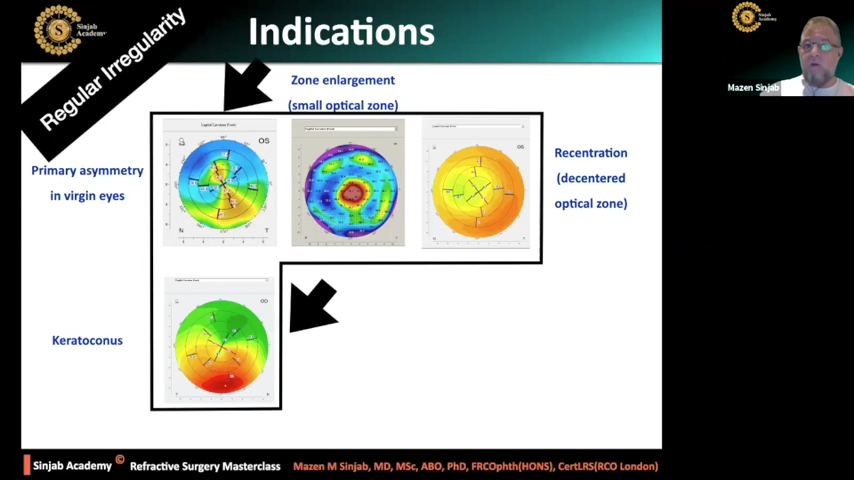 Sinjab
Academy
Indications
Sinjab
Academy
Mazen Sinjab
Regular Irregularity
Zone enlargement
(small optical zone)
Primary asymmetry
in virgin eyes
OS
N
T
OS
Recentration
(decentered
optical zone)
Keratoconus
OD
Sinjab Academy © Refractive Surgery Masterclass Mazen M Sinjab, MD, MSc, ABO, PhD, FRCOphth(HONS), CertLRS(RCO London)